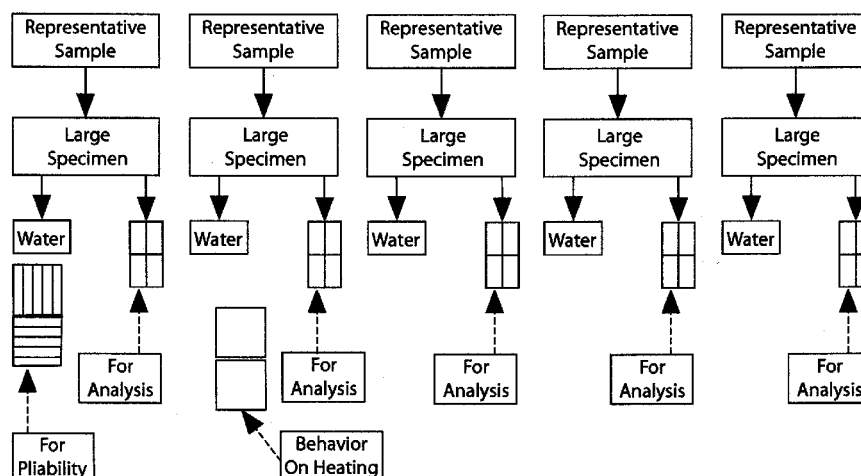 Representative
Sample
Representative
Sample
Representative
Sample
Representative
Sample
Representative
Sample
Large
Specimen
Large
Specimen
Large
Specimen
Large
Specimen
Large
Specimen
Water
Water
Water
Water
Water
For
Analysis
For
Analysis
For
Analysis
For
Analysis
For
Analysis
For
Pliability
Behavior
On Heating